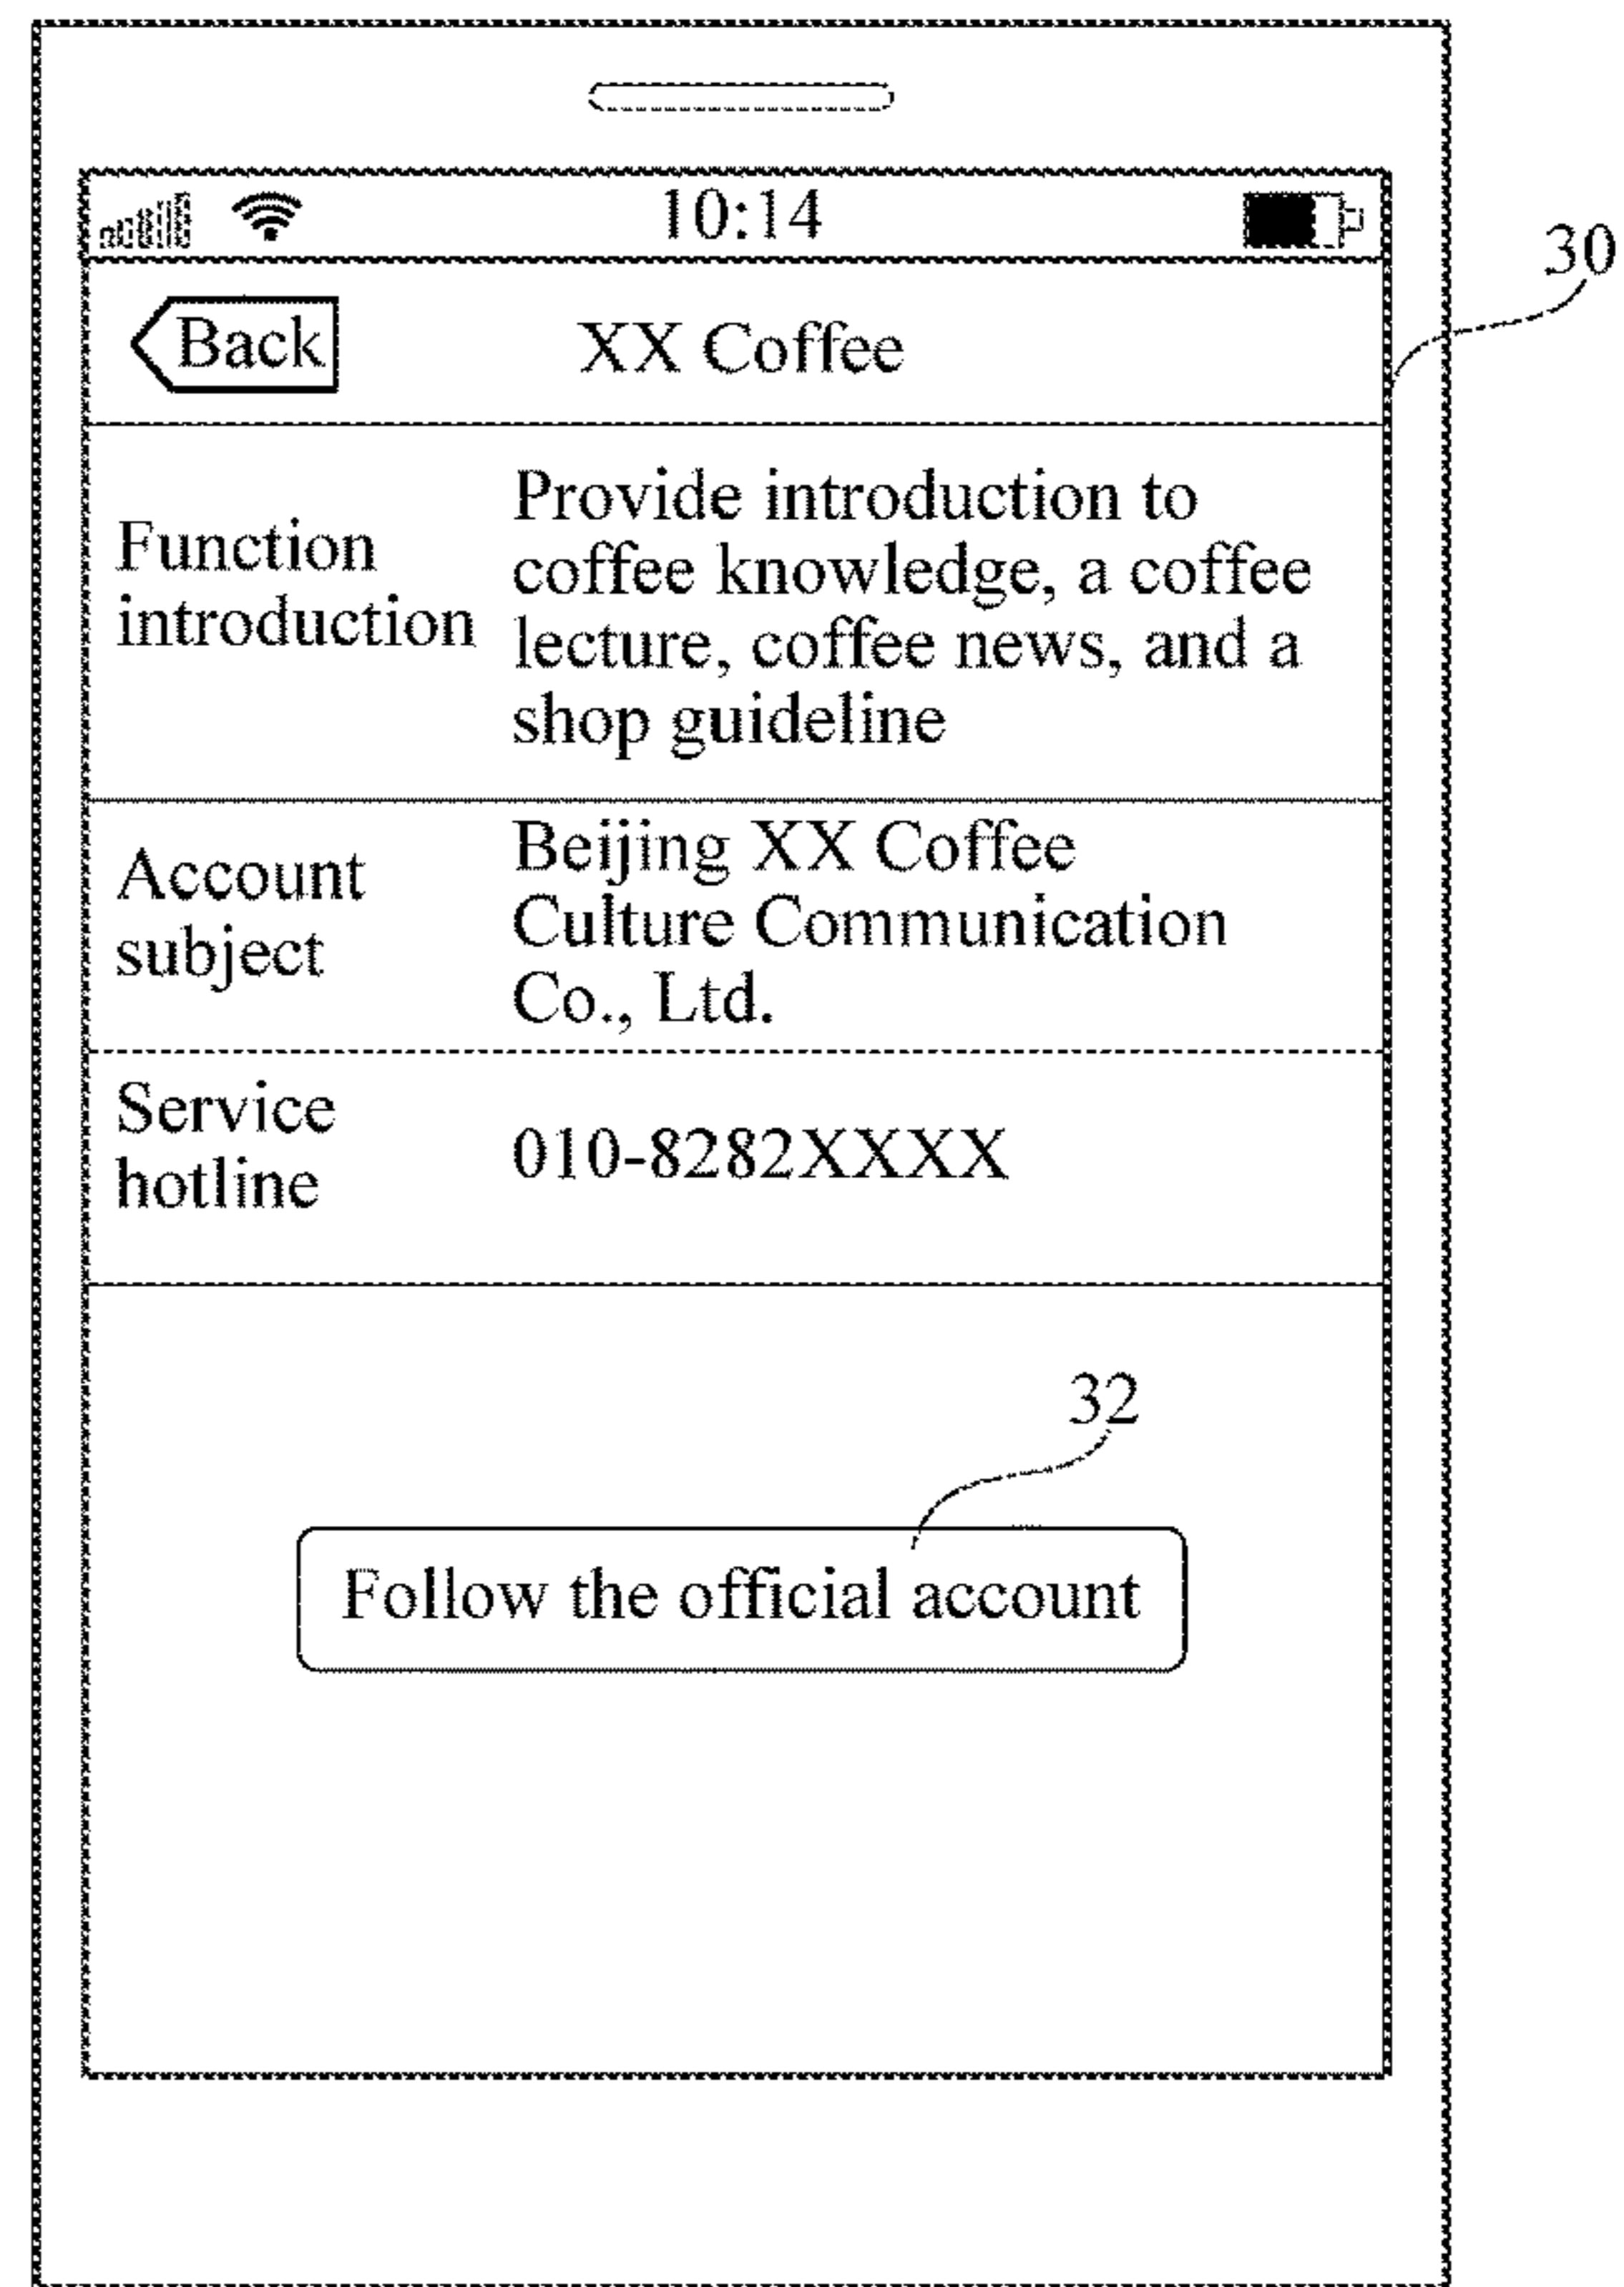 10:14
30
Back
XX Coffee
Function
introduction
Provide introduction to
coffee knowledge, a coffee
lecture, coffee news, and a
shop guideline
Account
subject
Beijing XX Coffee
Culture Communication
Co., Ltd.
Service
hotline
010-8282XXXX
32
Follow the official account